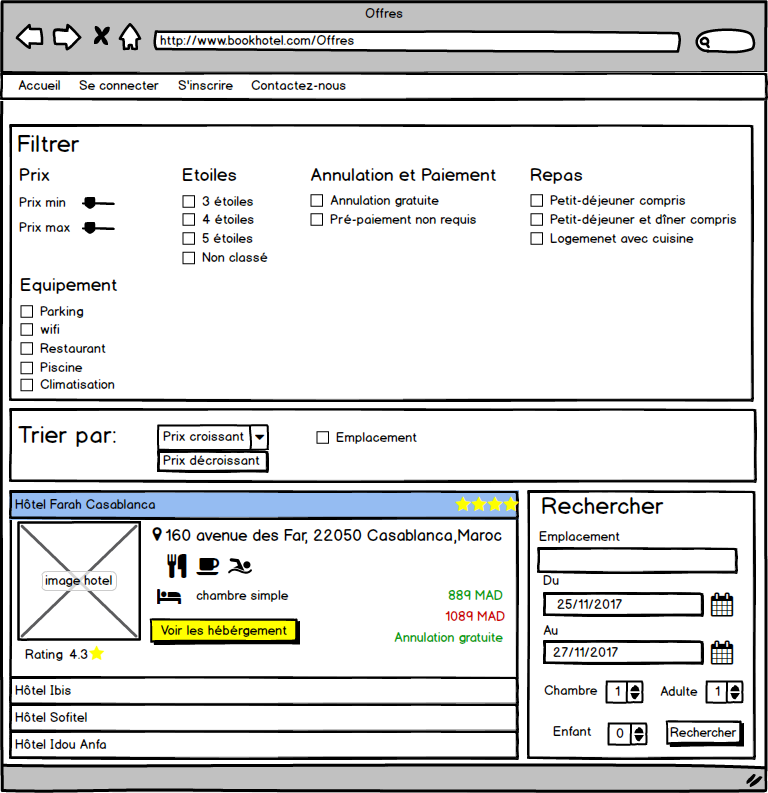 Offres
http://www.bookhotel.com/Offres
Accueil Se connecter S'inscrire Contactez-nous
Filtrer
Prix
Prix min
Prix max
Etoiles
3 étoiles
4 étoiles
5 étoiles
Non classé
Annulation et Paiement
Annulation gratuite
Pré-paiement non requis
Repas
Petit-déjeuner compris
Petit-déjeuner et dîner compris
Logemenet avec cuisine
Equipement
Parking
wifi
Restaurant
Piscine
Climatisation
Trier par:
Prix croissant
Prix décroissant
Emplacement
Hôtel Farah Casablanca
image hotel
Rating 4.3
160 avenue des Far, 22050 Casablanca,Maroc
chambre simple
889 MAD
1089 MAD
Voir les hébérgement
Annulation gratuite
Hôtel Ibis
Hôtel Sofitel
Hôtel Idou Anfa
Rechercher
Emplacement
Du
25/11/2017
Au
27/11/2017
Chambre 1 Adulte 1
Enfant 0 Rechercher